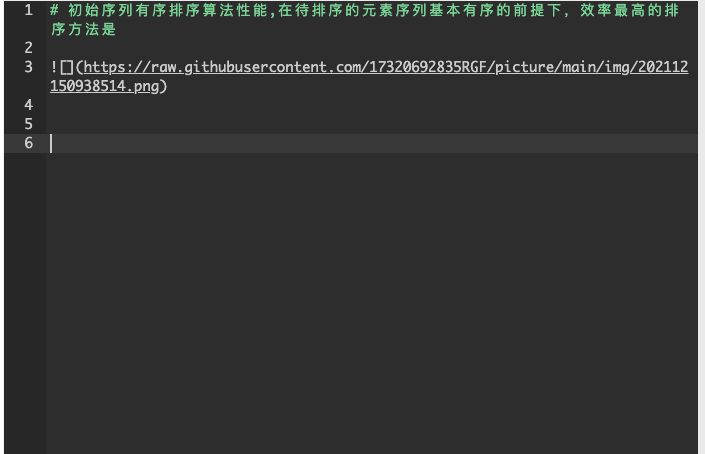 1 # 初始序列有序排序算法性能,在待排序的元素序列基本有序的前提下，效率最高的排
序方法是
2
3 ![](https://raw.githubusercontent.com/17320692835RGF/picture/main/img/202112
150938514.png)
4
5
6